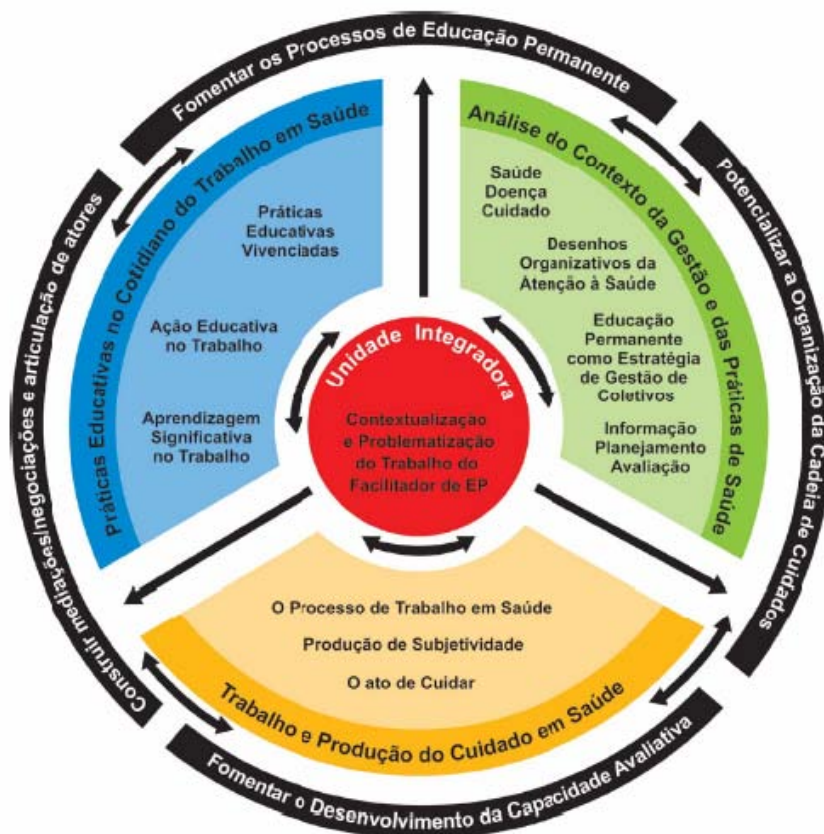 Fomentar os Processos de Educação Permanente
Potencializar a Organização da Cadeia de Cuidados
Fomentar o Desenvolvimento da Capacidade Avaliativa
Construir mediações/negociações e articulação de atores
Práticas Educativas no Cotidiano do Trabalho em Saúde
Práticas
Educativas
Vivenciadas
Ação Educativa
no Trabalho
Aprendizagem
Significativa
no Trabalho
Análise do Contexto da Gestão e das Práticas de Saúde
Saúde
Doença
Cuidado
Desenhos
Organizativos da
Atenção à Saúde
Educação
Permanente
como Estratégia
de Gestão de
Coletivos
Informação
Planejamento
Avaliação
Unidade Integradora
Contextualização
e Problematização
do Trabalho do
Facilitador de EP
O Processo de Trabalho em Saúde
Produção de Subjetividade
O ato de Cuidar
Trabalho e Produção do Cuidado em Saúde